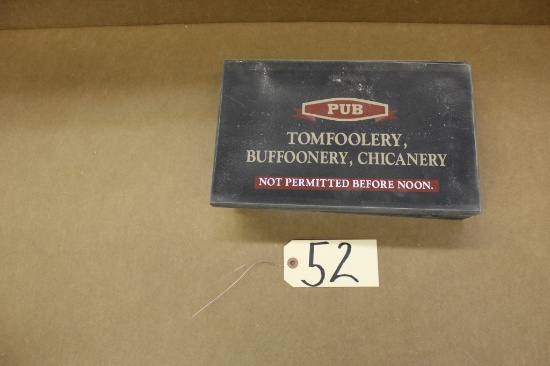 PUB
TOMFOOLERY,
BUFFOONERY, CHICANERY
NOT PERMITTED BEFORE NOON.
52